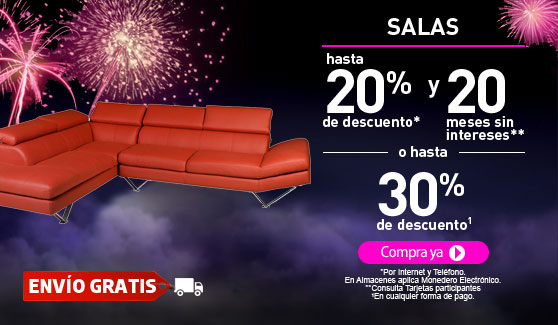 SALAS
hasta
20% y 20
de descuento* meses sin
intereses**
o hasta
30%
de descuento¹
Compra ya
ENVÍO GRATIS
*Por Internet y Teléfono.
En Almacenes aplica Monedero Electrónico.
**Consulta Tarjetas participantes
¹En cualquier forma de pago.